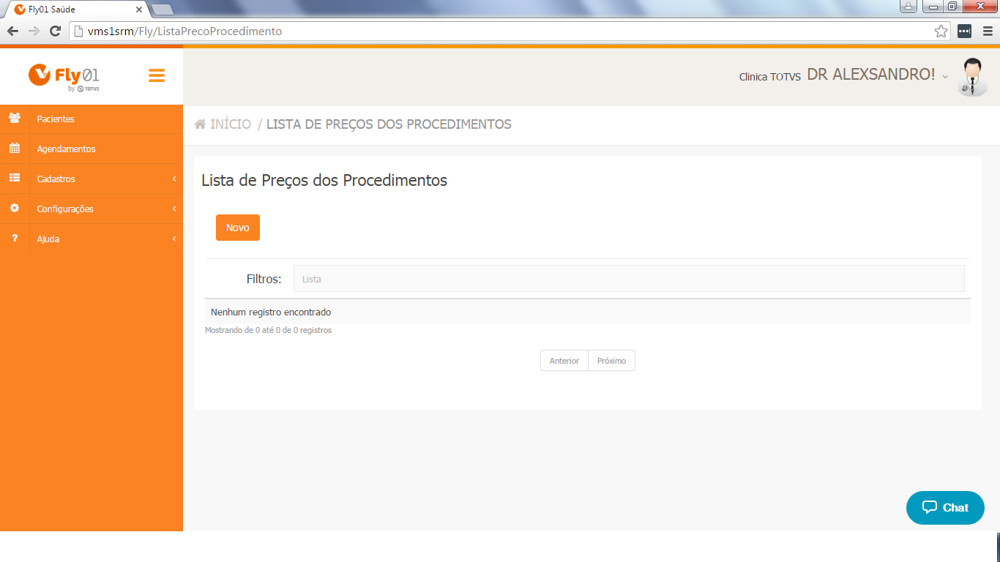 Fly01 Saúde
vms1srm/Fly/ListaPrecoProcedimento
Fly01
by TOTVS
Clinica TOTVS DR ALEXSANDRO!
Pacientes
Agendamentos
Cadastros
Configurações
Ajuda
INÍCIO / LISTA DE PREÇOS DOS PROCEDIMENTOS
Lista de Preços dos Procedimentos
Novo
Filtros: Lista
Nenhum registro encontrado
Mostrando de 0 até 0 de 0 registros
Anterior Próximo
Chat